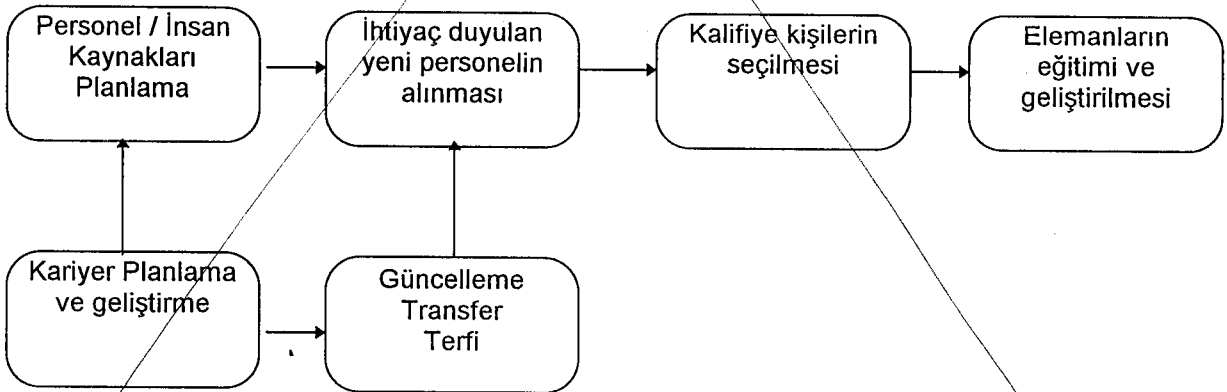 Personel / İnsan
Kaynakları
Planlama
İhtiyaç duyulan
yeni personelin
alınması
Kalifiye kişilerin
seçilmesi
Elemanların
eğitimi ve
geliştirilmesi
Kariyer Planlama
ve geliştirme
Güncelleme
Transfer
Terfi